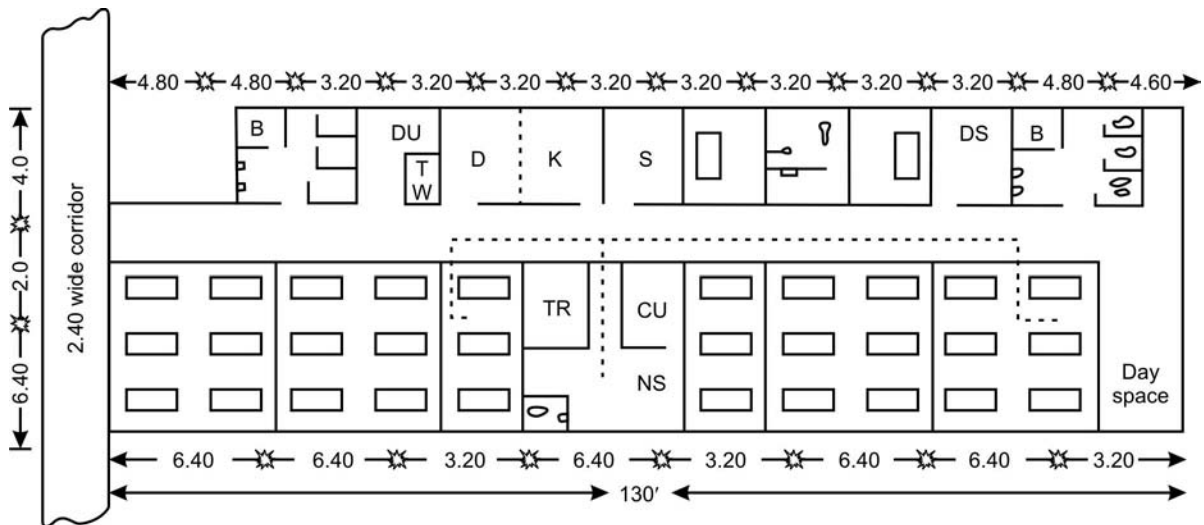 4.80 4.80 3.20 3.20 3.20 3.20 3.20 3.20 3.20 3.20 4.80 4.60
B DU D K S DS B
T
W
4.0
2.0
6.40
2.40 wide corridor
TR CU
NS
Day
space
6.40 6.40 3.20 6.40 3.20 6.40 6.40 3.20
130′